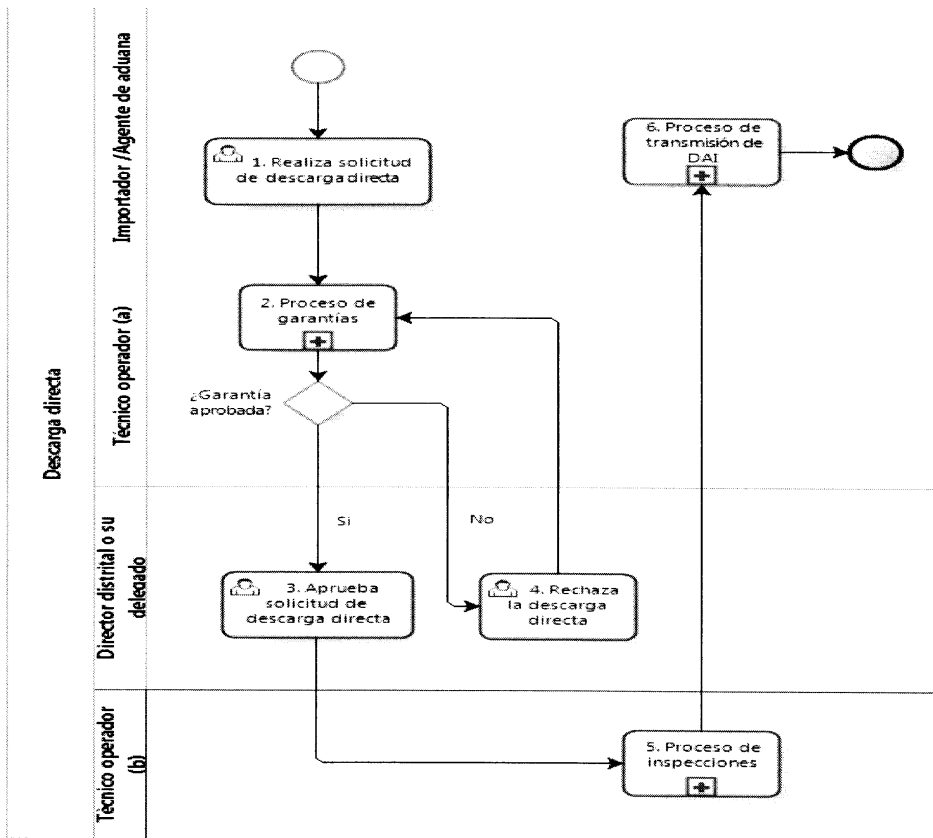 Descarga directa
Importador /Agente de aduana
1. Realiza solicitud
de descarga directa
6. Proceso de
transmisión de
DAI
Técnico operador (a)
2. Proceso de
garantías
¿Garantía
aprobada?
Director distrital o su
delegado
Si
No
3. Aprueba
solicitud de
descarga directa
4. Rechaza
la descarga
directa
Técnico operador
(b)
5. Proceso de
inspecciones